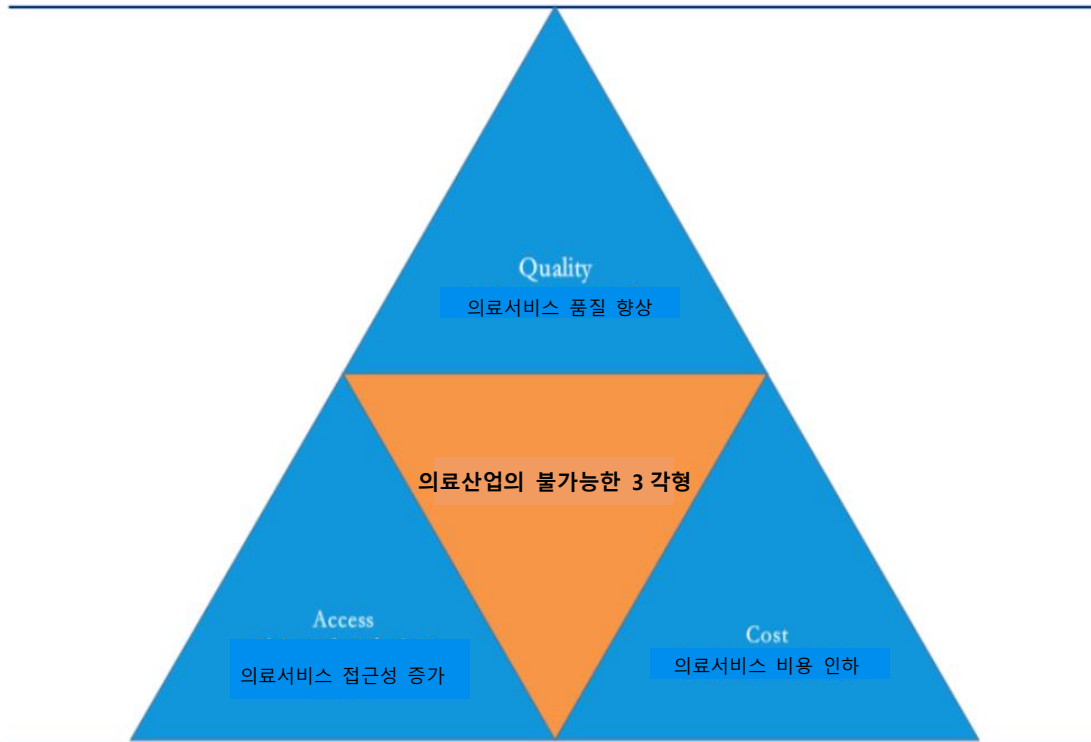 Quality
의료서비스 품질 향상
의료산업의 불가능한 3 각형
Access
의료서비스 접근성 증가
Cost
의료서비스 비용 인하